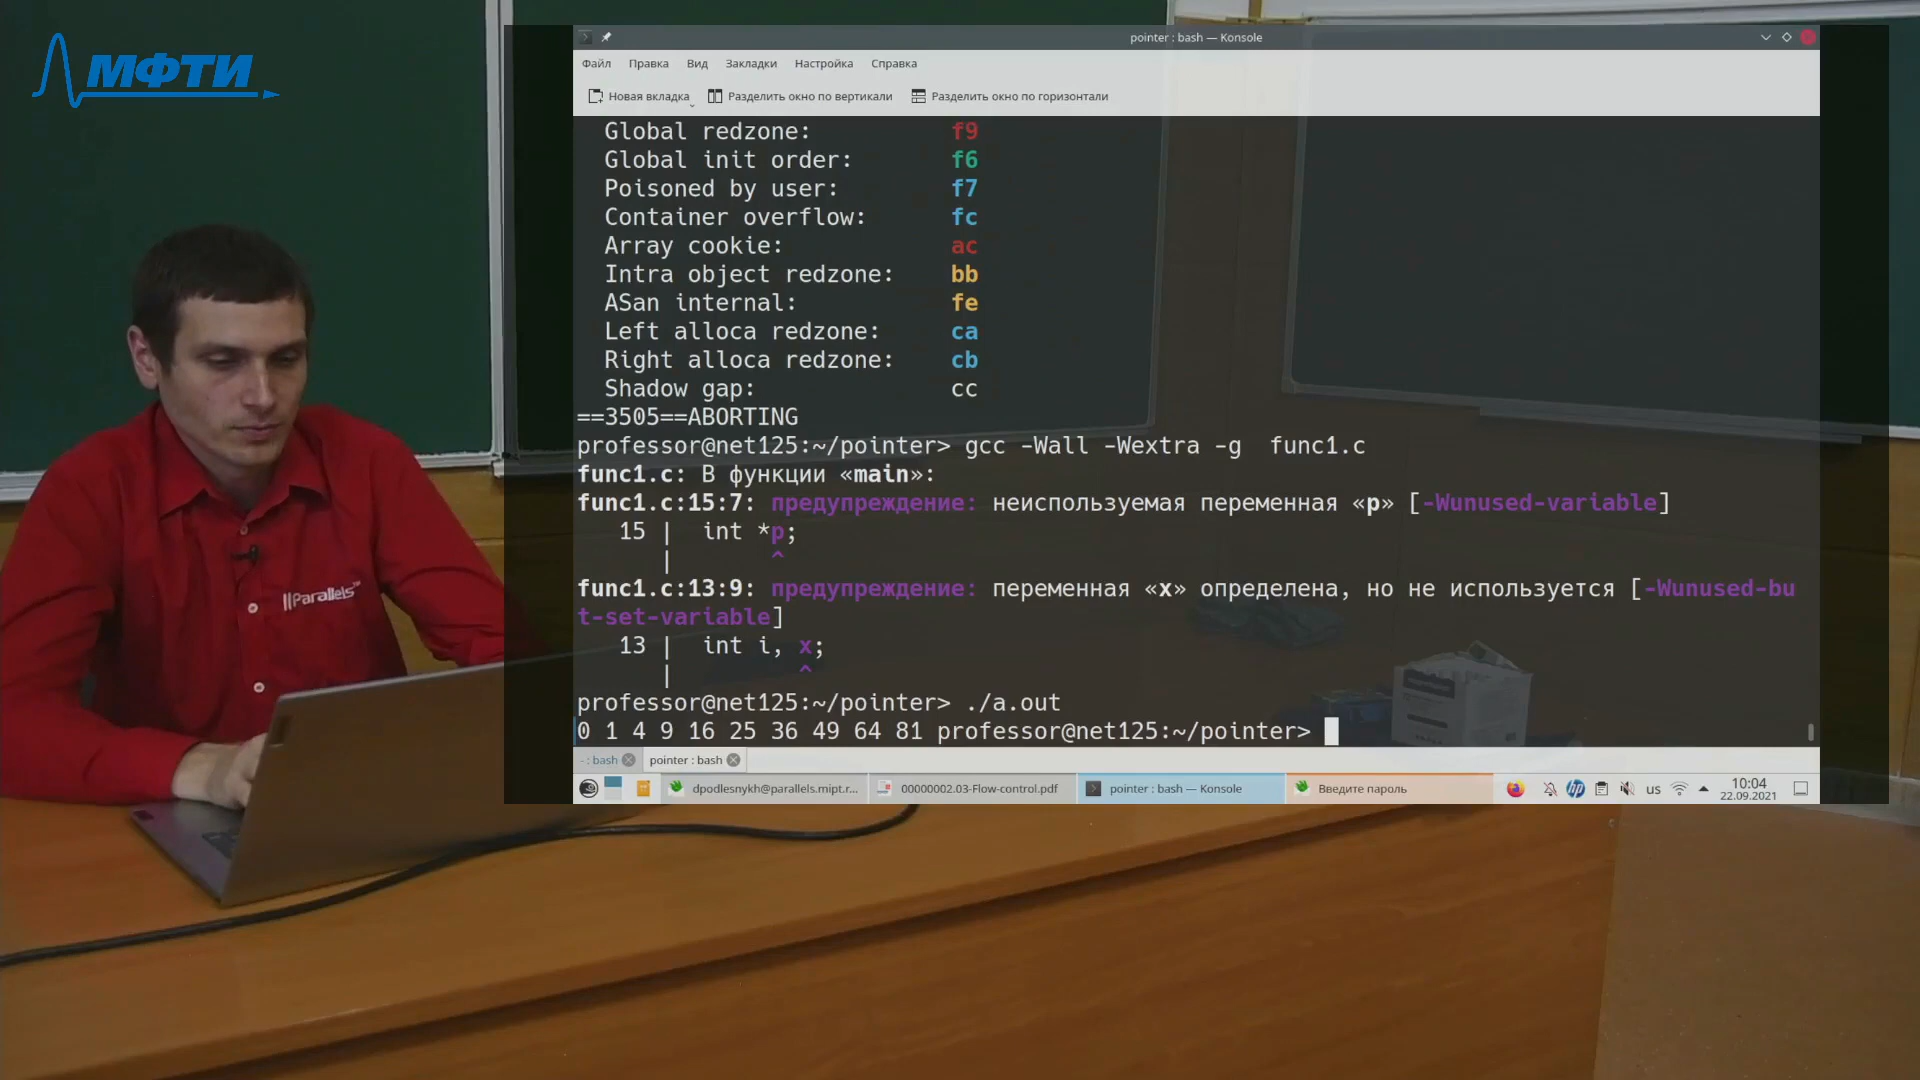 МФТИ
pointer : bash — Konsole
Файл Правка Вид Закладки Настройка Справка
Новая вкладка Разделить окно по вертикали Разделить окно по горизонтали
Global redzone: f9
Global init order: f6
Poisoned by user: f7
Container overflow: fc
Array cookie: ac
Intra object redzone: bb
ASan internal: fe
Left alloca redzone: ca
Right alloca redzone: cb
Shadow gap: cc
==3505==ABORTING
professor@net125:~/pointer> gcc -Wall -Wextra -g  func1.c
func1.c: В функции «main»:
func1.c:15:7: предупреждение: неиспользуемая переменная «p» [-Wunused-variable]
15 | int *p;
| ^
func1.c:13:9: предупреждение: переменная «x» определена, но не используется [-Wunused-bu
t-set-variable]
13 | int i, x;
| ^
professor@net125:~/pointer> ./a.out
0 1 4 9 16 25 36 49 64 81 professor@net125:~/pointer>
- : bash pointer : bash
dpodlesnykh@parallels.mipt.r... 00000002.03-Flow-control.pdf pointer : bash — Konsole Введите пароль us 10:04
22.09.2021
||Parallels™